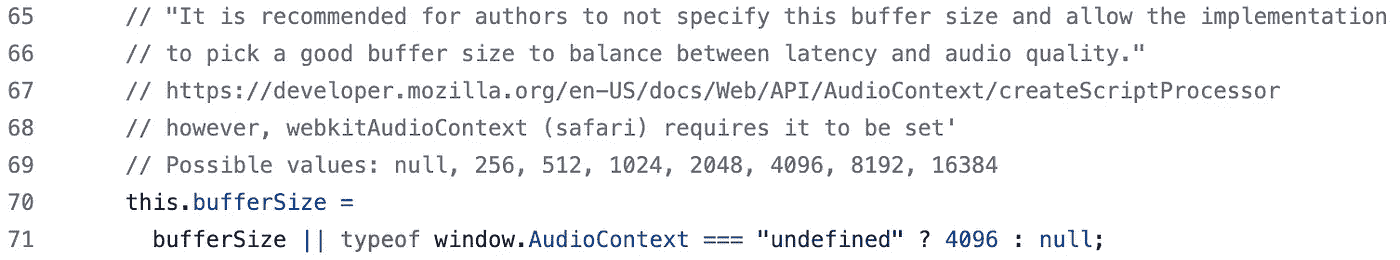 65 // "It is recommended for authors to not specify this buffer size and allow the implementation
66 // to pick a good buffer size to balance between latency and audio quality."
67 // https://developer.mozilla.org/en-US/docs/Web/API/AudioContext/createScriptProcessor
68 // however, webkitAudioContext (safari) requires it to be set'
69 // Possible values: null, 256, 512, 1024, 2048, 4096, 8192, 16384
70 this.bufferSize =
71 bufferSize || typeof window.AudioContext === "undefined" ? 4096 : null;